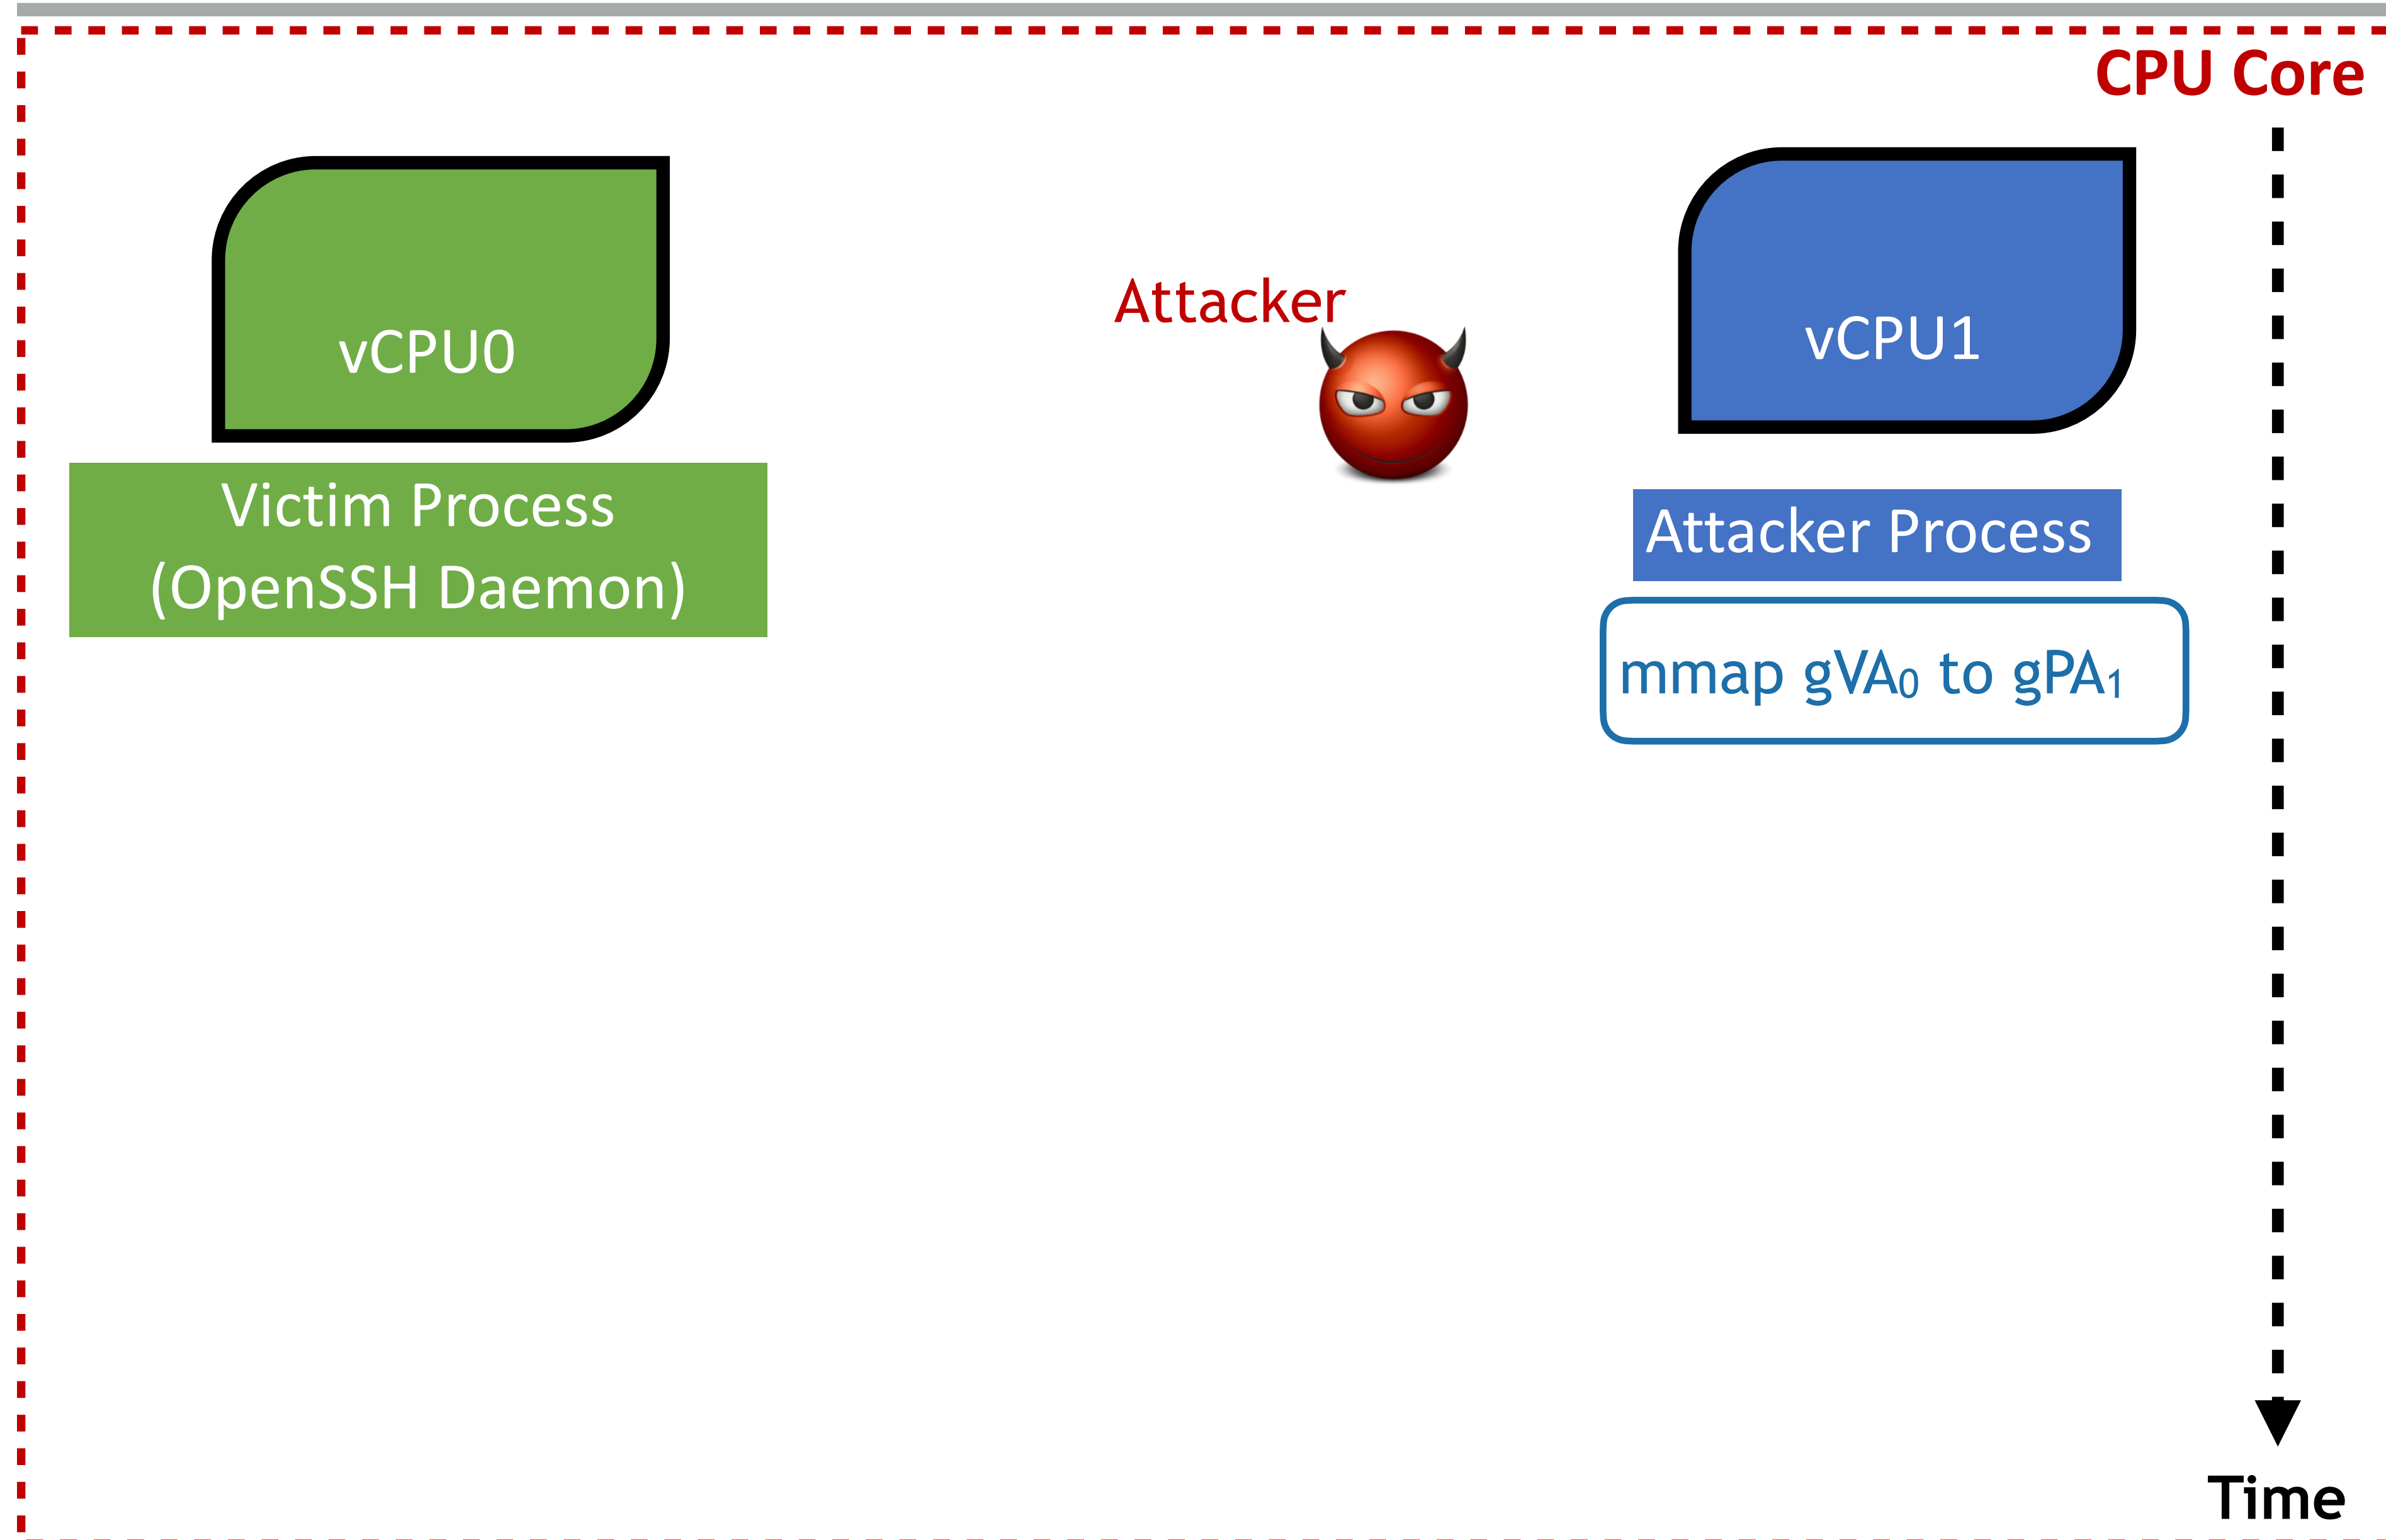 CPU Core
vCPU0
Attacker
vCPU1
Victim Process
(OpenSSH Daemon)
Attacker Process
mmap gVA₀ to gPA₁
Time